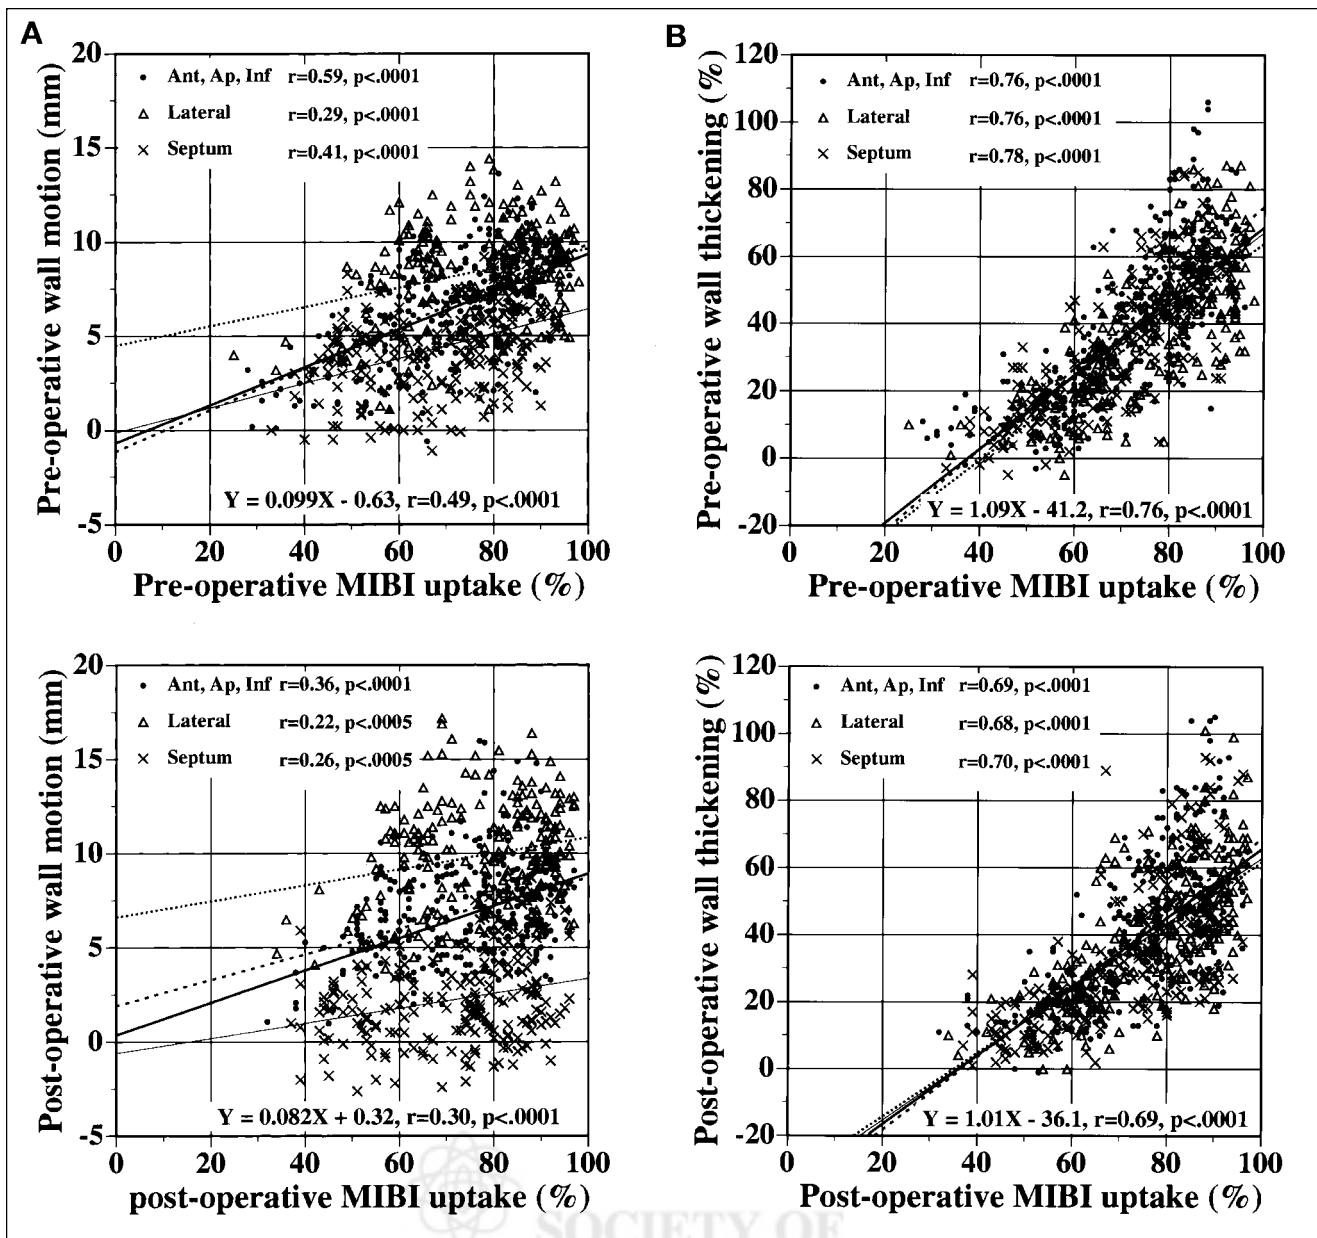 A
20
15
10
5
0
-5
Pre-operative wall motion (mm)
Ant, Ap, Inf r=0.59, p<.0001
Lateral r=0.29, p<.0001
Septum r=0.41, p<.0001
Y = 0.099X - 0.63, r=0.49, p<.0001
0 20 40 60 80 100
Pre-operative MIBI uptake (%)
B
120
100
80
60
40
20
0
-20
Pre-operative wall thickening (%)
Ant, Ap, Inf r=0.76, p<.0001
Lateral r=0.76, p<.0001
Septum r=0.78, p<.0001
Y = 1.09X - 41.2, r=0.76, p<.0001
0 20 40 60 80 100
Pre-operative MIBI uptake (%)
20
15
10
5
0
-5
Post-operative wall motion (mm)
Ant, Ap, Inf r=0.36, p<.0001
Lateral r=0.22, p<.0005
Septum r=0.26, p<.0005
Y = 0.082X + 0.32, r=0.30, p<.0001
0 20 40 60 80 100
post-operative MIBI uptake (%)
120
100
80
60
40
20
0
-20
Post-operative wall thickening (%)
Ant, Ap, Inf r=0.69, p<.0001
Lateral r=0.68, p<.0001
Septum r=0.70, p<.0001
Y = 1.01X - 36.1, r=0.69, p<.0001
0 20 40 60 80 100
Post-operative MIBI uptake (%)
SOCIETY OF